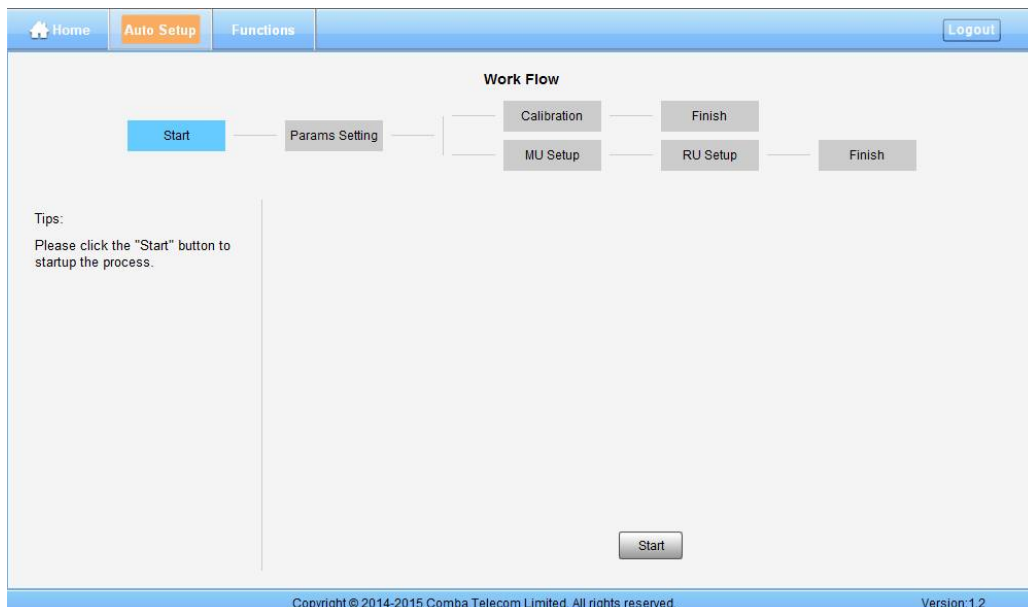 Home Auto Setup Functions Logout
Work Flow
Calibration Finish
Start Params Setting
MU Setup RU Setup Finish
Tips:
Please click the "Start" button to
startup the process.
Start
Copyright © 2014-2015 Comba Telecom Limited. All rights reserved. Version:1.2